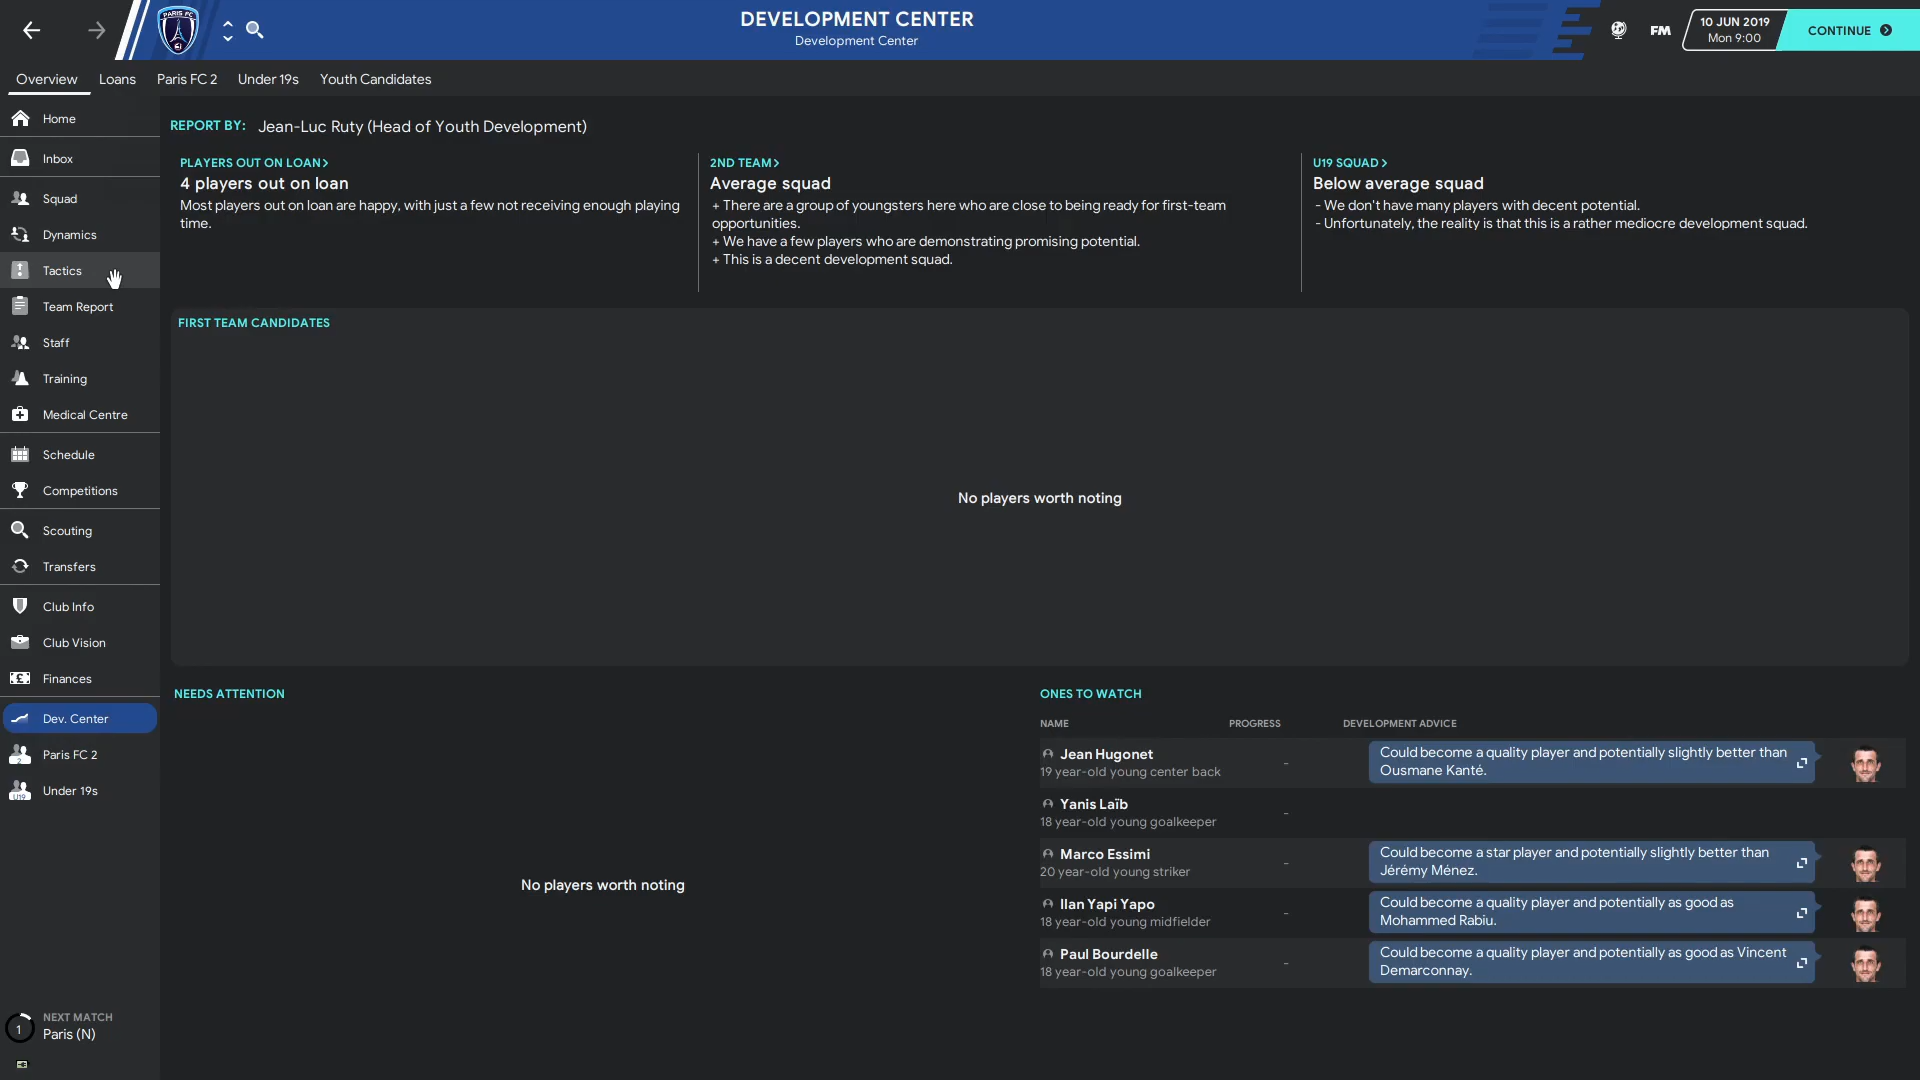 DEVELOPMENT CENTER
Development Center
PARIS FC
FM
10 JUN 2019
Mon 9:00
CONTINUE
Overview
Loans
Paris FC 2
Under 19s
Youth Candidates
Home
Inbox
Squad
Dynamics
Tactics
Team Report
Staff
Training
Medical Centre
Schedule
Competitions
Scouting
Transfers
Club Info
Club Vision
Finances
Dev. Center
Paris FC 2
Under 19s
NEXT MATCH
1
Paris (N)
REPORT BY: Jean-Luc Ruty (Head of Youth Development)
PLAYERS OUT ON LOAN>
4 players out on loan
Most players out on loan are happy, with just a few not receiving enough playing
time.
2ND TEAM>
Average squad
+ There are a group of youngsters here who are close to being ready for first-team
opportunities.
+ We have a few players who are demonstrating promising potential.
+ This is a decent development squad.
U19 SQUAD>
Below average squad
- We don't have many players with decent potential.
- Unfortunately, the reality is that this is a rather mediocre development squad.
FIRST TEAM CANDIDATES
No players worth noting
NEEDS ATTENTION
No players worth noting
ONES TO WATCH
NAME PROGRESS DEVELOPMENT ADVICE
Jean Hugonet
19 year-old young center back
-
Could become a quality player and potentially slightly better than
Ousmane Kanté.
Yanis Laïb
18 year-old young goalkeeper
-
Marco Essimi
20 year-old young striker
-
Could become a star player and potentially slightly better than
Jérémy Ménez.
Ilan Yapi Yapo
18 year-old young midfielder
-
Could become a quality player and potentially as good as
Mohammed Rabiu.
Paul Bourdelle
18 year-old young goalkeeper
-
Could become a quality player and potentially as good as Vincent
Demarconnay.